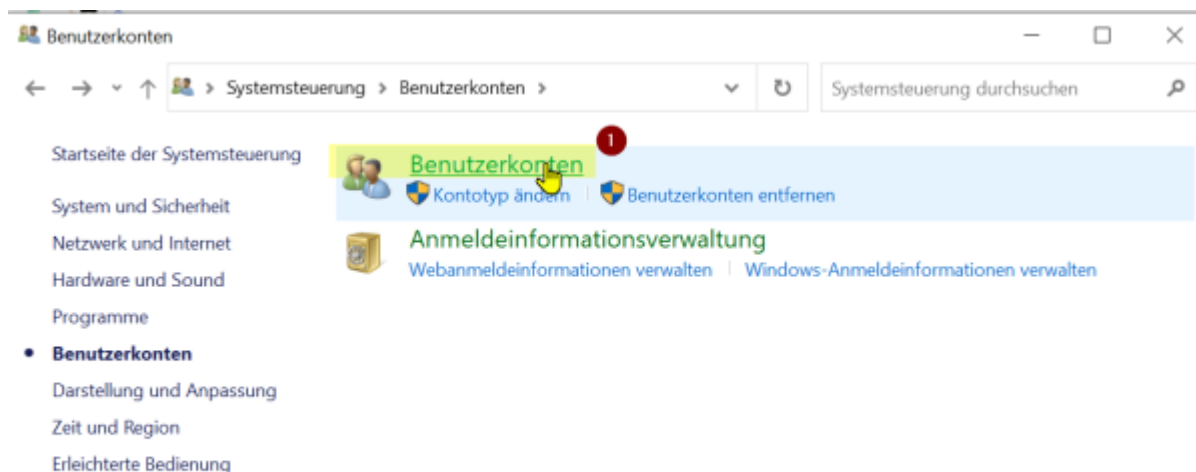 Benutzerkonten
Systemsteuerung > Benutzerkonten >
Systemsteuerung durchsuchen
Startseite der Systemsteuerung
System und Sicherheit
Netzwerk und Internet
Hardware und Sound
Programme
Benutzerkonten
Darstellung und Anpassung
Zeit und Region
Erleichterte Bedienung
1
Benutzerkonten
Kontotyp ändern | Benutzerkonten entfernen
Anmeldeinformationsverwaltung
Webanmeldeinformationen verwalten | Windows-Anmeldeinformationen verwalten